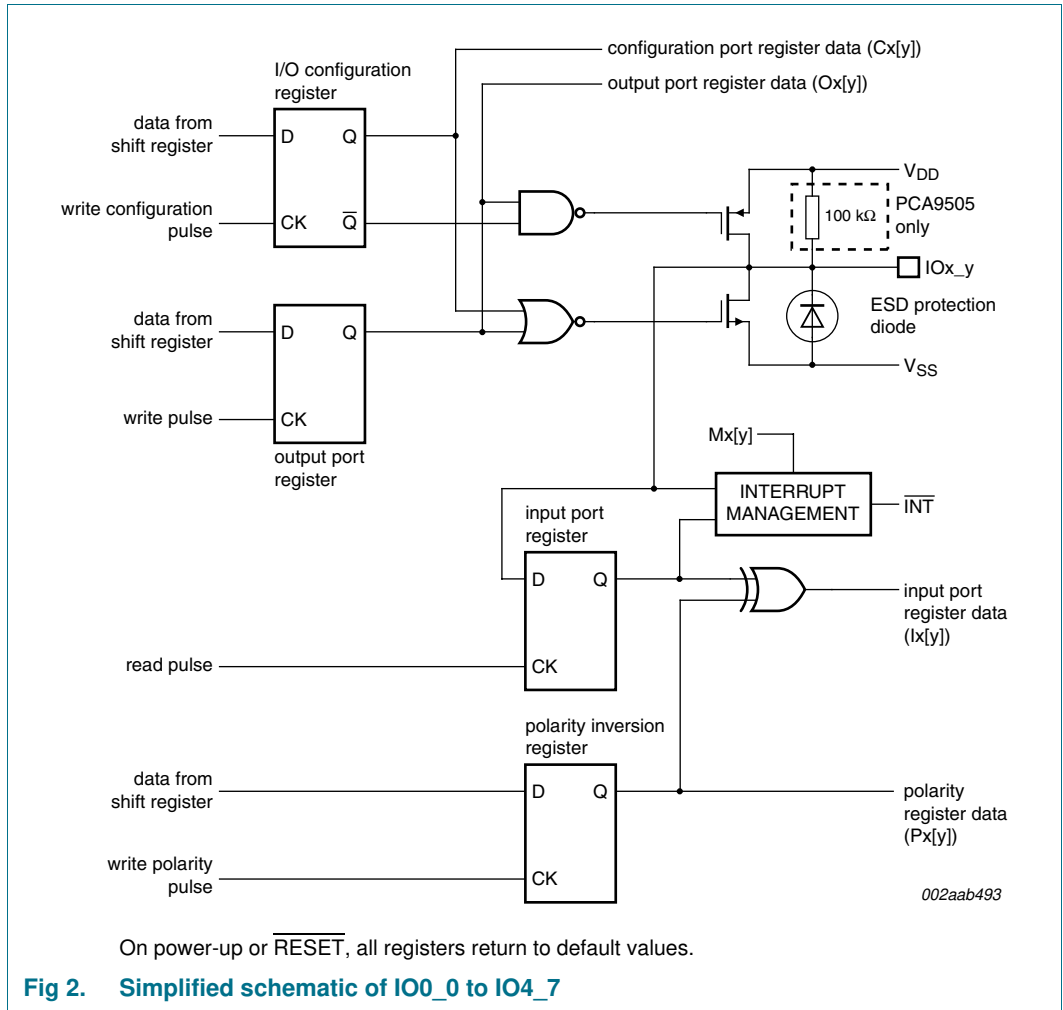 configuration port register data (Cx[y])
I/O configuration
register
output port register data (Ox[y])
data from
shift register
D
Q
VDD
write configuration
pulse
CK
Q̅
100 kΩ
PCA9505
only
IOx_y
data from
shift register
D
Q
ESD protection
diode
VSS
write pulse
CK
output port
register
Mx[y]
INTERRUPT
MANAGEMENT
I̅N̅T̅
input port
register
D
Q
input port
register data
(Ix[y])
read pulse
CK
polarity inversion
register
data from
shift register
D
Q
polarity
register data
(Px[y])
write polarity
pulse
CK
002aab493
On power-up or R̅E̅S̅E̅T̅, all registers return to default values.
Fig 2. Simplified schematic of IO0_0 to IO4_7